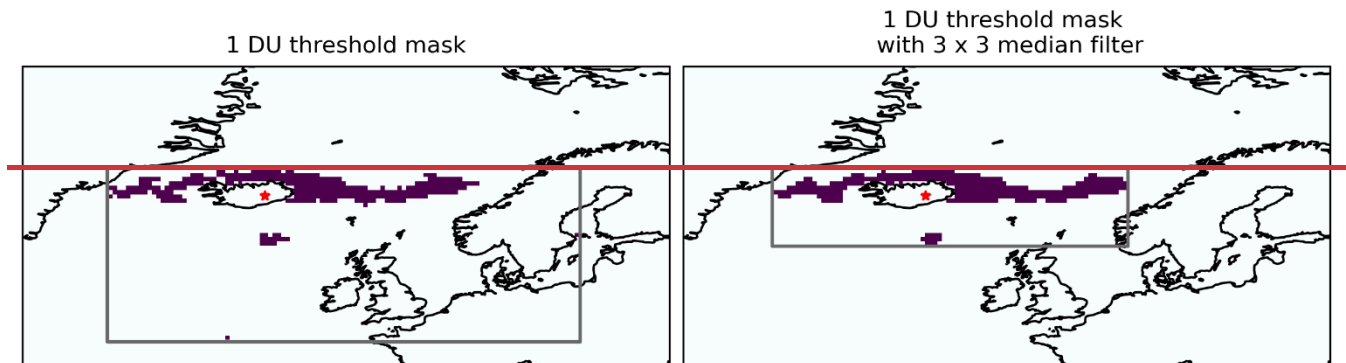 1 DU threshold mask
1 DU threshold mask
with 3 x 3 median filter